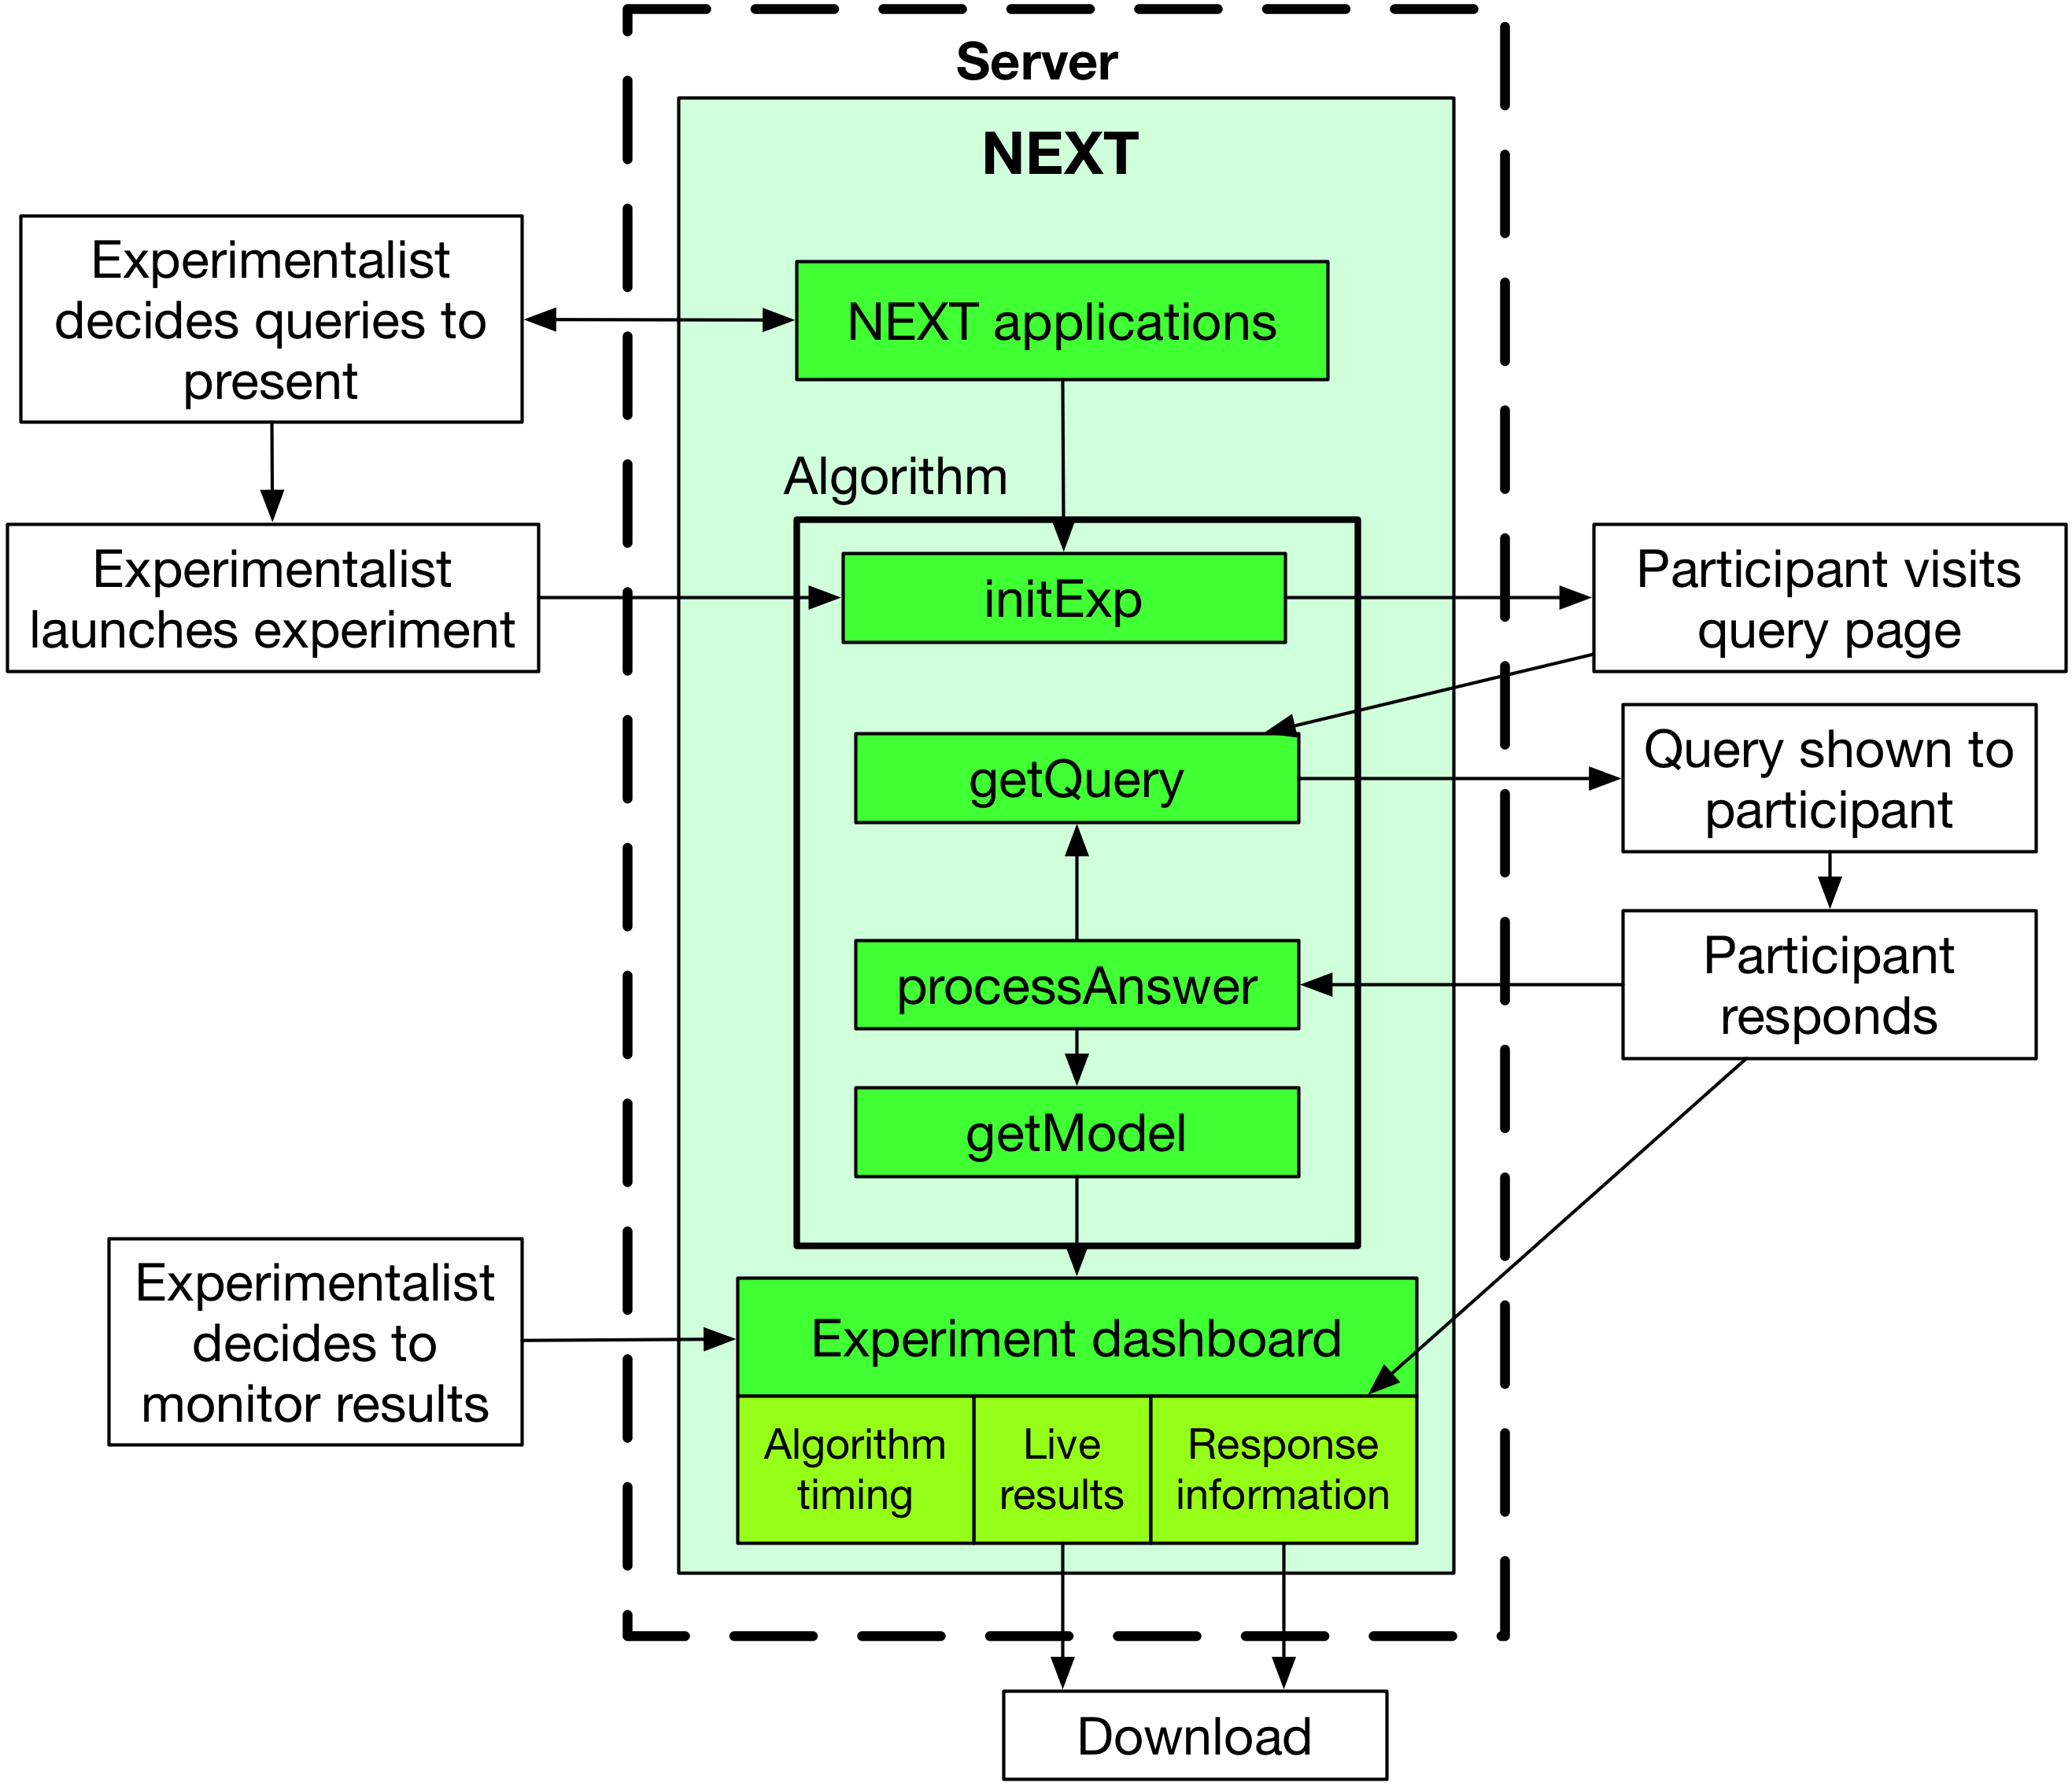 Server
NEXT
Experimentalist
decides queries to
present
NEXT applications
Algorithm
Experimentalist
launches experiment
initExp
Participant visits
query page
getQuery
Query shown to
participant
processAnswer
Participant
responds
getModel
Experimentalist
decides to
monitor results
Experiment dashboard
Algorithm
timing
Live
results
Response
information
Download